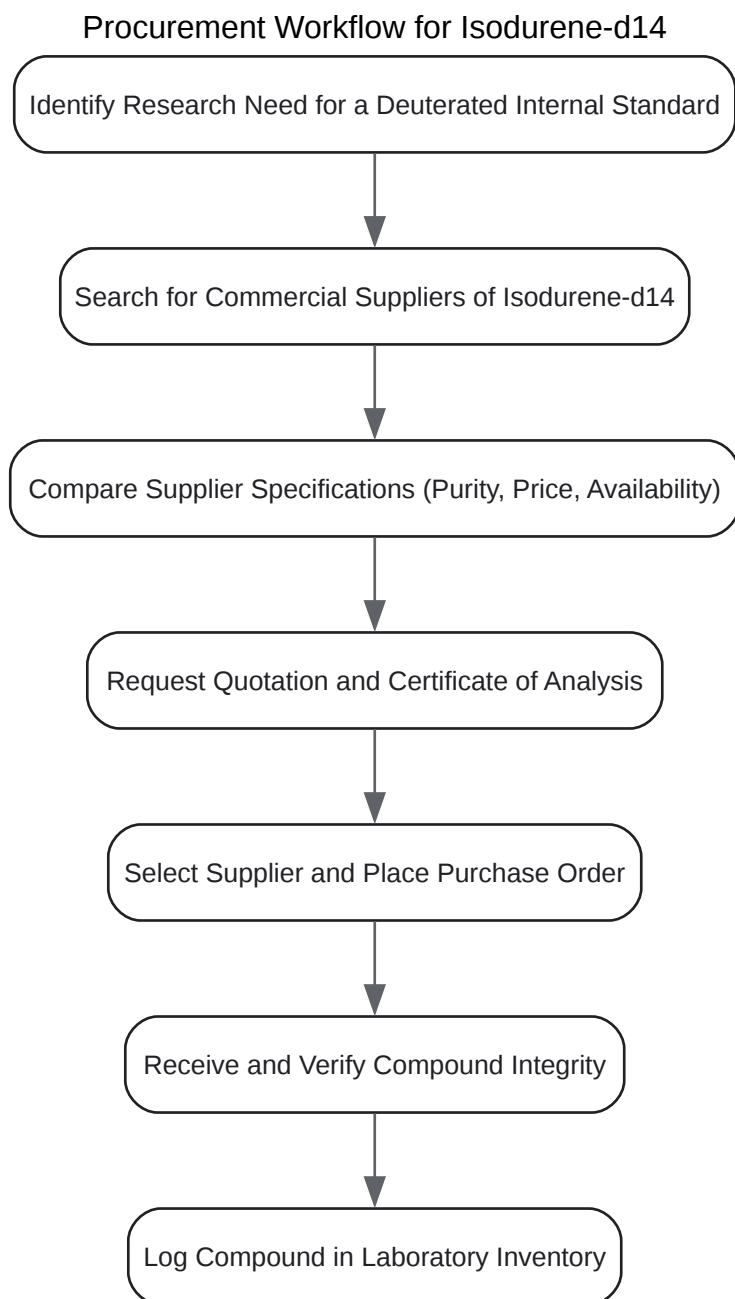 Procurement Workflow for Isodurene-d14
Identify Research Need for a Deuterated Internal Standard
Search for Commercial Suppliers of Isodurene-d14
Compare Supplier Specifications (Purity, Price, Availability)
Request Quotation and Certificate of Analysis
Select Supplier and Place Purchase Order
Receive and Verify Compound Integrity
Log Compound in Laboratory Inventory